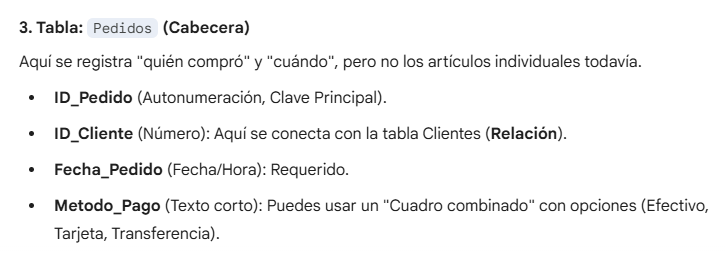 3. Tabla: Pedidos (Cabecera)
Aquí se registra "quién compró" y "cuándo", pero no los artículos individuales todavía.
• ID_Pedido (Autonumeración, Clave Principal).
• ID_Cliente (Número): Aquí se conecta con la tabla Clientes (Relación).
• Fecha_Pedido (Fecha/Hora): Requerido.
• Metodo_Pago (Texto corto): Puedes usar un "Cuadro combinado" con opciones (Efectivo,
Tarjeta, Transferencia).